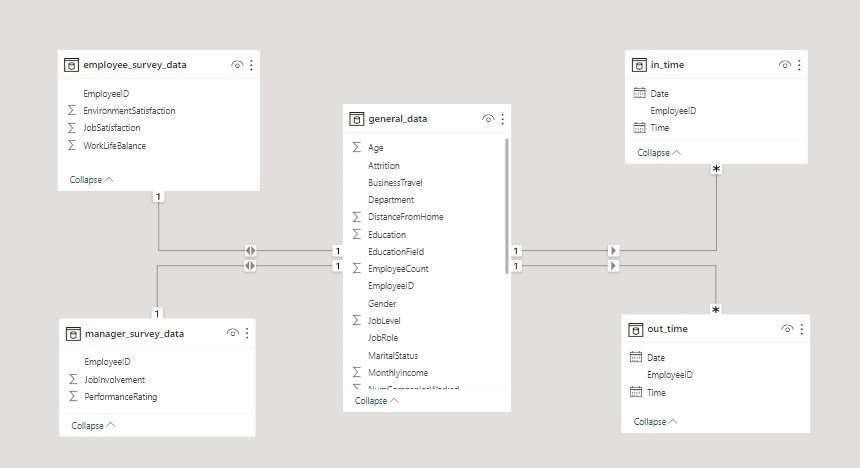 employee_survey_data
EmployeeID
EnvironmentSatisfaction
JobSatisfaction
WorkLifeBalance
Collapse
1
1
general_data
Age
Attrition
BusinessTravel
Department
DistanceFromHome
Education
EducationField
EmployeeCount
EmployeeID
Gender
JobLevel
JobRole
MaritalStatus
MonthlyIncome
NumCompaniesWorked
Collapse
in_time
Date
EmployeeID
Time
Collapse
1
*
manager_survey_data
EmployeeID
JobInvolvement
PerformanceRating
Collapse
1
1
out_time
Date
EmployeeID
Time
Collapse
1
*